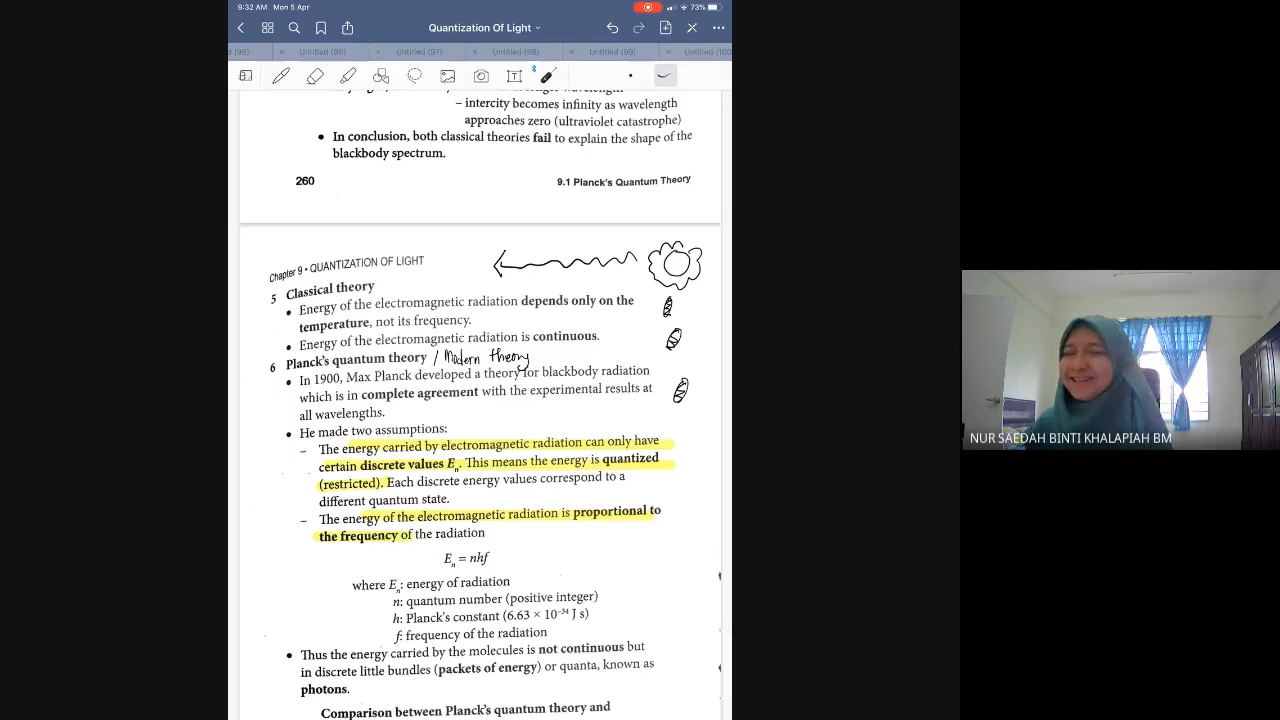 9:32 AM Mon 5 Apr
73%
Quantization Of Light
Untitled (96) Untitled (97) Untitled (98) Untitled (99) Untitled (100
– intercity becomes infinity as wavelength
approaches zero (ultraviolet catastrophe)
• In conclusion, both classical theories fail to explain the shape of the
blackbody spectrum.
260 9.1 Planck's Quantum Theory
Chapter 9 • QUANTIZATION OF LIGHT
5 Classical theory
• Energy of the electromagnetic radiation depends only on the
temperature, not its frequency.
• Energy of the electromagnetic radiation is continuous.
6 Planck's quantum theory / Modern theory
• In 1900, Max Planck developed a theory for blackbody radiation
which is in complete agreement with the experimental results at
all wavelengths.
• He made two assumptions:
– The energy carried by electromagnetic radiation can only have
certain discrete values Eₙ. This means the energy is quantized
(restricted). Each discrete energy values correspond to a
different quantum state.
– The energy of the electromagnetic radiation is proportional to
the frequency of the radiation
Eₙ = nhf
where Eₙ: energy of radiation
n: quantum number (positive integer)
h: Planck's constant (6.63 × 10⁻³⁴ J s)
f: frequency of the radiation
• Thus the energy carried by the molecules is not continuous but
in discrete little bundles (packets of energy) or quanta, known as
photons.
Comparison between Planck's quantum theory and
NUR SAEDAH BINTI KHALAPIAH BM